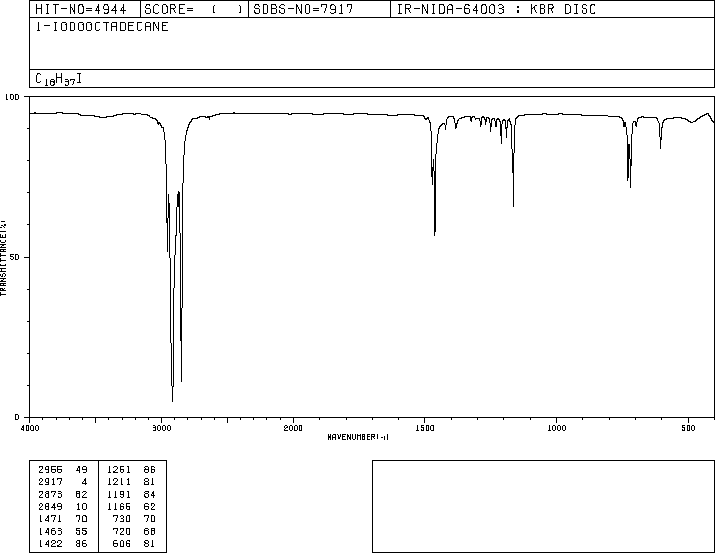 HIT-NO=4944 SCORE= ( ) SDBS-NO=7917 IR-NIDA-64003 : KBR DISC
1-IODOOCTADECANE
C18H37I
100
50
0
TRANSMITTANCE(%)
4000 3000 2000 1500 1000 500
WAVENUMBER(-1)
2956 49 1251 86
2917 4 1211 81
2873 62 1191 84
2849 10 1166 62
1471 70 730 70
1463 55 720 68
1422 86 606 81